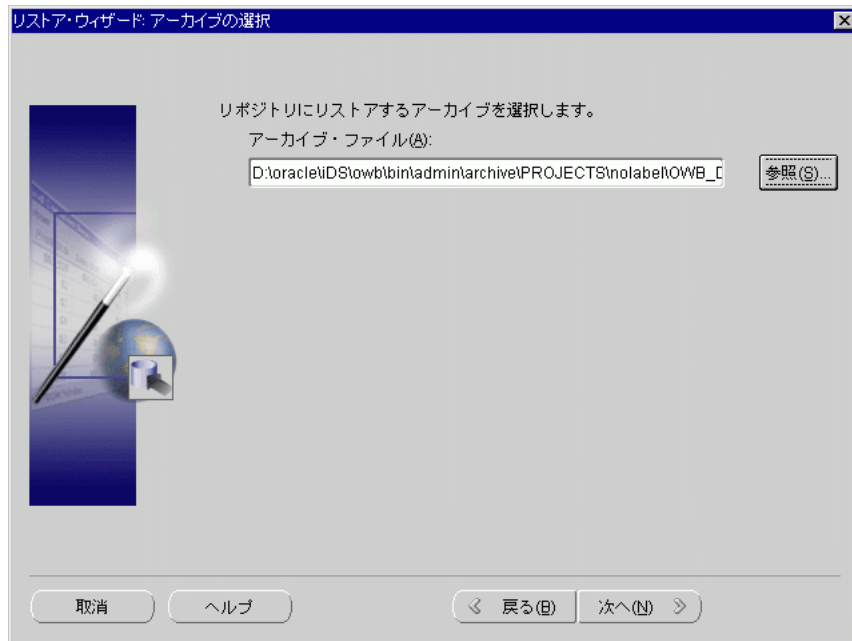 リストア・ウィザード: アーカイブの選択
リポジトリにリストアするアーカイブを選択します。
アーカイブ・ファイル(A):
D:\oracle\iDS\owb\bin\admin\archive\PROJECTS\nolabel\OWB_D
参照(S)...
取消
ヘルプ
戻る(B)
次へ(N)